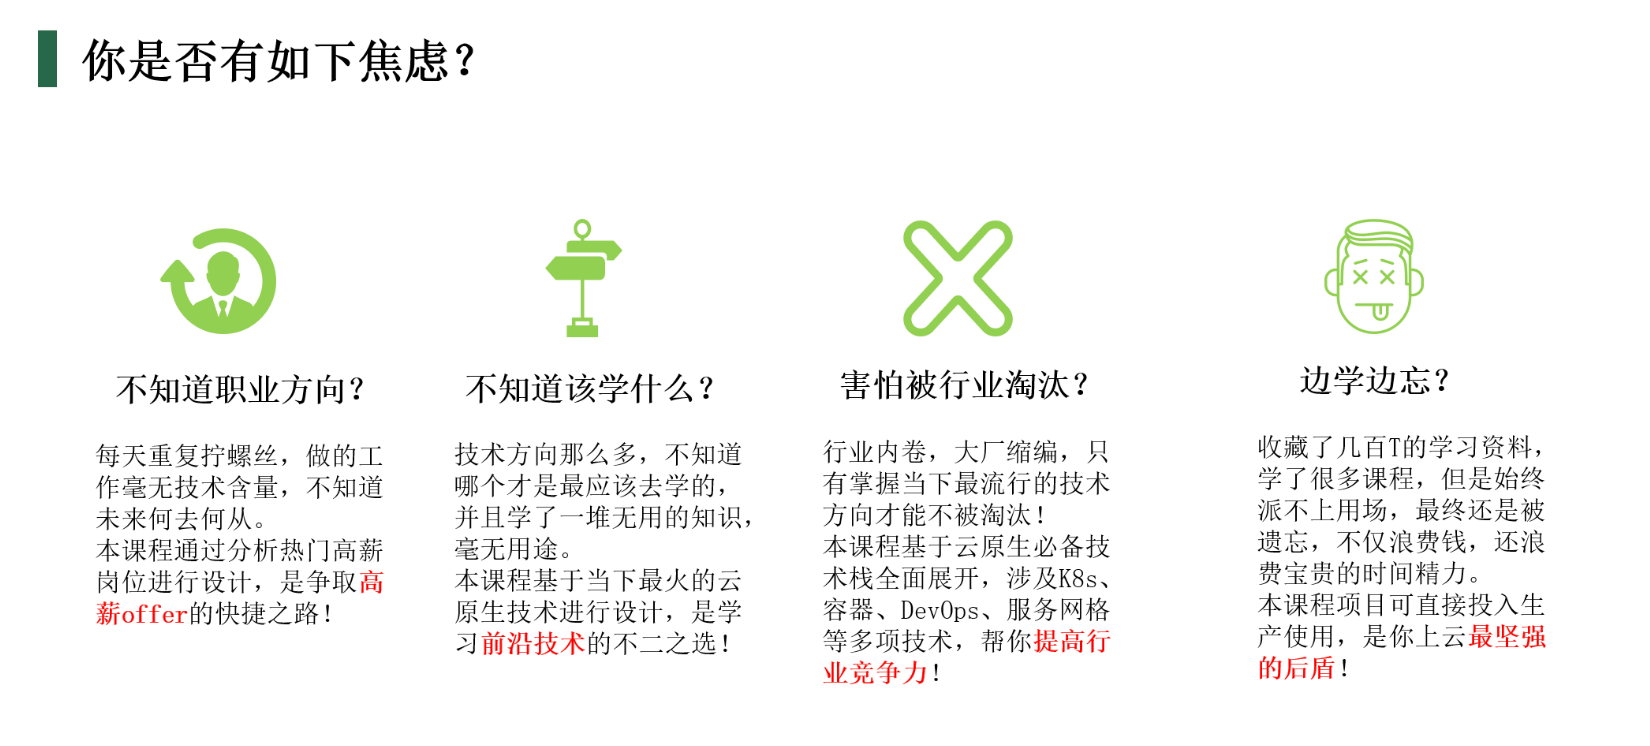 你是否有如下焦虑？
不知道职业方向？
每天重复拧螺丝，做的工
作毫无技术含量，不知道
未来何去何从。
本课程通过分析热门高薪
岗位进行设计，是争取高
薪offer的快捷之路！
不知道该学什么？
技术方向那么多，不知道
哪个才是最应该去学的，
并且学了一堆无用的知识，
毫无用途。
本课程基于当下最火的云
原生技术进行设计，是学
习前沿技术的不二之选！
害怕被行业淘汰？
行业内卷，大厂缩编，只
有掌握当下最流行的技术
方向才能不被淘汰！
本课程基于云原生必备技
术栈全面展开，涉及K8s、
容器、DevOps、服务网格
等多项技术，帮你提高行
业竞争力！
边学边忘？
收藏了几百T的学习资料，
学了很多课程，但是始终
派不上用场，最终还是被
遗忘，不仅浪费钱，还浪
费宝贵的时间精力。
本课程项目可直接投入生
产使用，是你上云最坚强
的后盾！